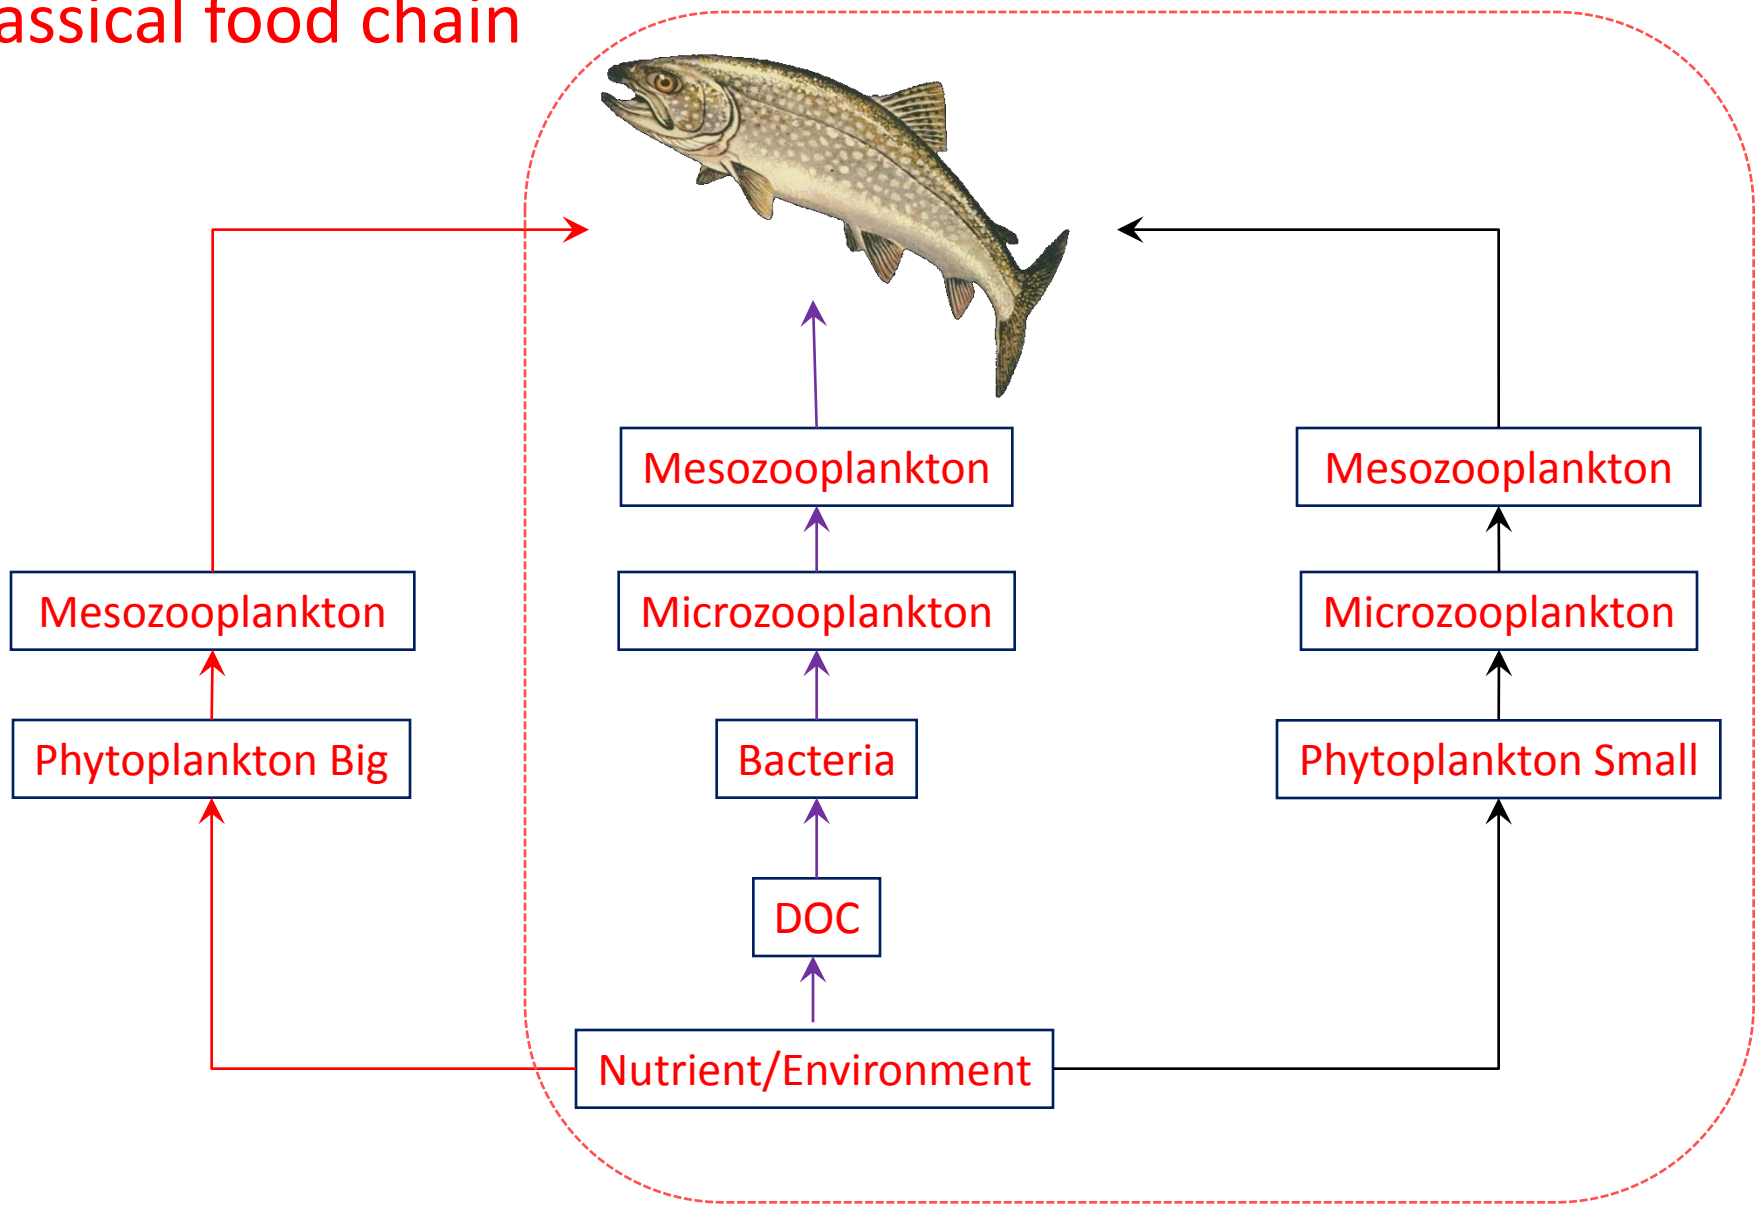 assical food chain
Mesozooplankton
Mesozooplankton
Mesozooplankton
Microzooplankton
Microzooplankton
Phytoplankton Big
Bacteria
Phytoplankton Small
DOC
Nutrient/Environment